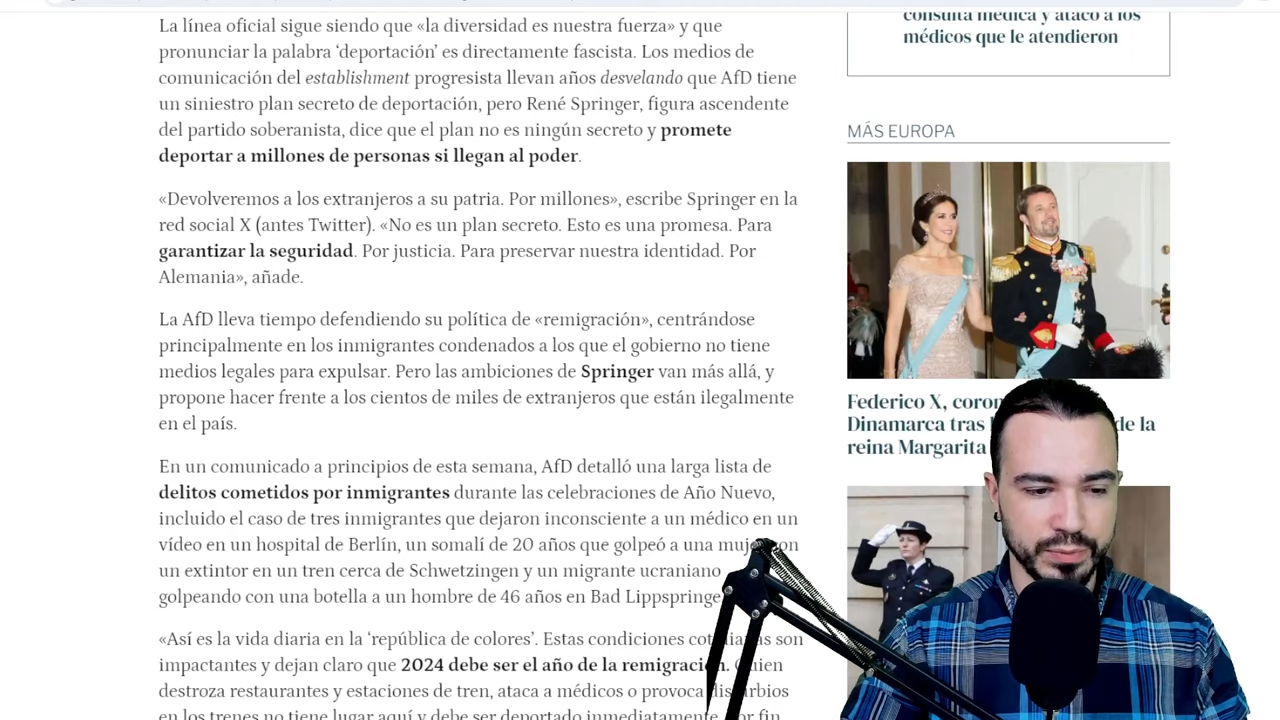 La línea oficial sigue siendo que «la diversidad es nuestra fuerza» y que
pronunciar la palabra ‘deportación’ es directamente fascista. Los medios de
comunicación del establishment progresista llevan años desvelando que AfD tiene
un siniestro plan secreto de deportación, pero René Springer, figura ascendente
del partido soberanista, dice que el plan no es ningún secreto y promete
deportar a millones de personas si llegan al poder.
«Devolveremos a los extranjeros a su patria. Por millones», escribe Springer en la
red social X (antes Twitter). «No es un plan secreto. Esto es una promesa. Para
garantizar la seguridad. Por justicia. Para preservar nuestra identidad. Por
Alemania», añade.
La AfD lleva tiempo defendiendo su política de «remigración», centrándose
principalmente en los inmigrantes condenados a los que el gobierno no tiene
medios legales para expulsar. Pero las ambiciones de Springer van más allá, y
propone hacer frente a los cientos de miles de extranjeros que están ilegalmente
en el país.
En un comunicado a principios de esta semana, AfD detalló una larga lista de
delitos cometidos por inmigrantes durante las celebraciones de Año Nuevo,
incluido el caso de tres inmigrantes que dejaron inconsciente a un médico en un
vídeo en un hospital de Berlín, un somalí de 20 años que golpeó a una
un extintor en un tren cerca de Schwetzingen y un migrante ucraniano
golpeando con una botella a un hombre de 46 años en Bad Lippspringe
«Así es la vida diaria en la ‘república de colores’. Estas condiciones son
impactantes y dejan claro que 2024 debe ser el año de la remigración.
destroza restaurantes y estaciones de tren, ataca a médicos o provoca
en los trenes no tiene lugar aquí y debe ser deportado inmediatamente. fin
consulta médica y atacó a los
médicos que le atendieron
MÁS EUROPA
Federico X,
Dinamarca tras de la
reina Margarita